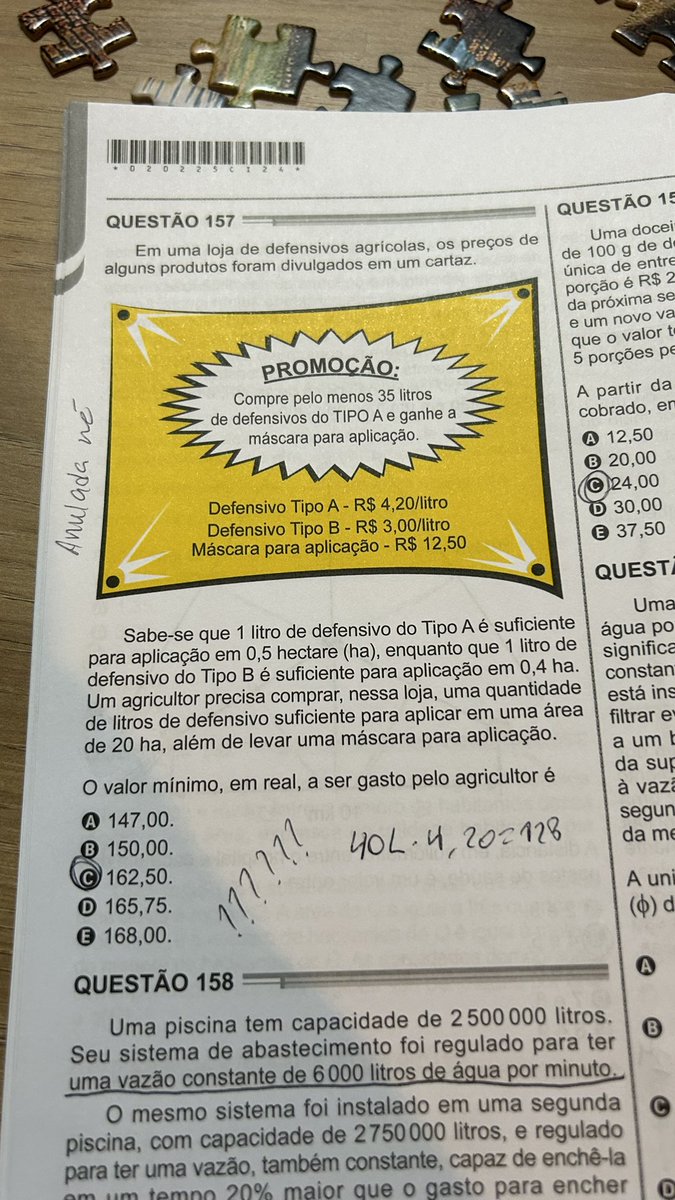 *020225CI24*
QUESTÃO 157
Em uma loja de defensivos agrícolas, os preços de
alguns produtos foram divulgados em um cartaz.
PROMOÇÃO:
Compre pelo menos 35 litros
de defensivos do TIPO A e ganhe a
máscara para aplicação.
Defensivo Tipo A - R$ 4,20/litro
Defensivo Tipo B - R$ 3,00/litro
Máscara para aplicação - R$ 12,50
Anulada né
Sabe-se que 1 litro de defensivo do Tipo A é suficiente
para aplicação em 0,5 hectare (ha), enquanto que 1 litro de
defensivo do Tipo B é suficiente para aplicação em 0,4 ha.
Um agricultor precisa comprar, nessa loja, uma quantidade
de litros de defensivo suficiente para aplicar em uma área
de 20 ha, além de levar uma máscara para aplicação.
O valor mínimo, em real, a ser gasto pelo agricultor é
A 147,00.
B 150,00.
C 162,50.
D 165,75.
E 168,00.
??????
40L.4,20=128
QUESTÃO 158
Uma piscina tem capacidade de 2 500 000 litros.
Seu sistema de abastecimento foi regulado para ter
uma vazão constante de 6 000 litros de água por minuto.
O mesmo sistema foi instalado em uma segunda
piscina, com capacidade de 2 750 000 litros, e regulado
para ter uma vazão, também constante, capaz de enchê-la
em um tempo 20% maior que o gasto para encher
QUESTÃO 15
Uma docei
de 100 g de d
única de entre
porção é R$ 2
da próxima se
e um novo va
que o valor t
5 porções pe
A partir da
cobrado, en
A 12,50
B 20,00
C 24,00
D 30,00
E 37,50
QUESTÃ
Uma
água po
significa
constan
está ins
filtrar e
a um b
da sup
à vazã
segun
da me
A uni
(ϕ) d
A
B
C
D